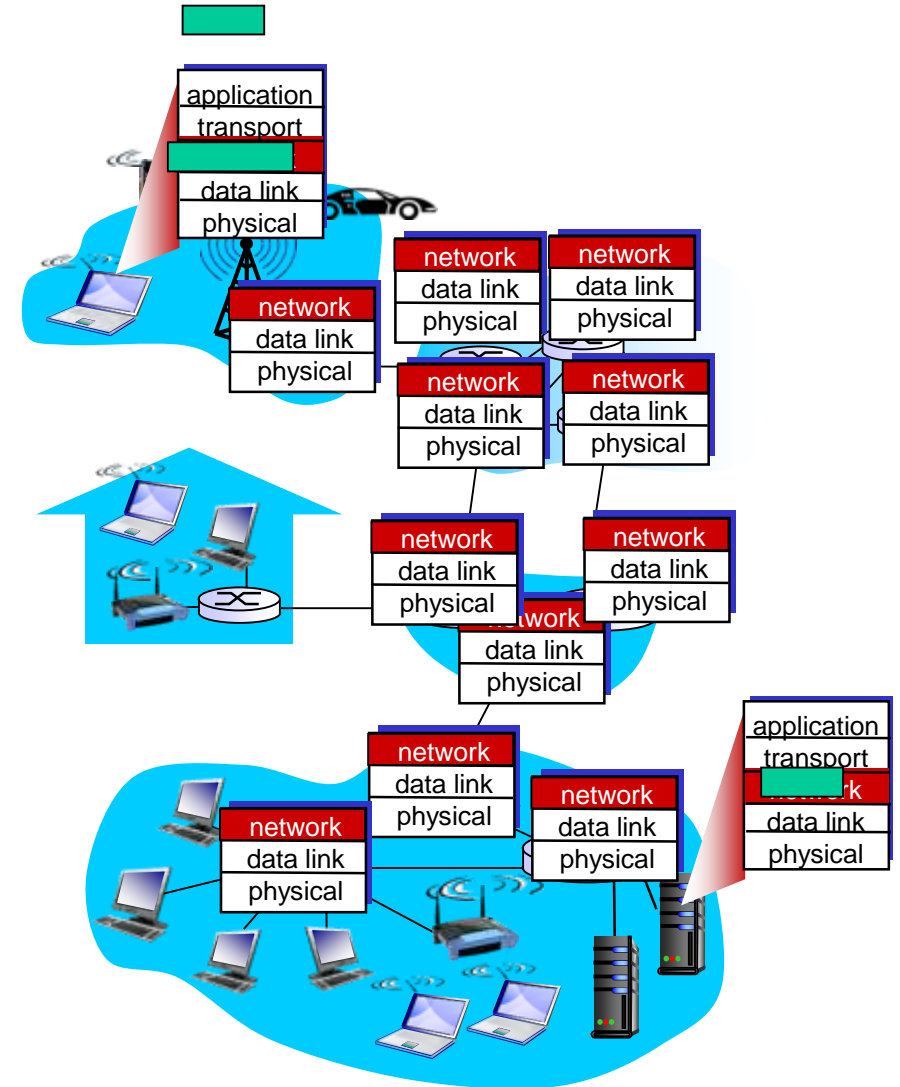 application
transport
data link
physical
network
data link
physical
network
data link
physical
network
data link
physical
network
data link
physical
network
data link
physical
network
data link
physical
network
data link
physical
network
data link
physical
application
transport
network
data link
physical
network
data link
physical
network
data link
physical
network
data link
physical